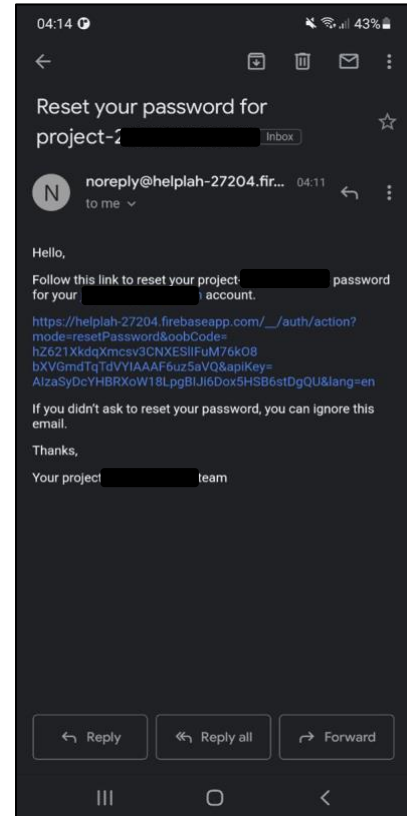 04:14
43%
Reset your password for
project-2
Inbox
noreply@helplah-27204.fir... 04:11
to me
N
Hello,
Follow this link to reset your project- password
for your account.
https://helplah-27204.firebaseapp.com/__/auth/action?
mode=resetPassword&oobCode=
hZ621XkdqXmcsv3CNXESlIFuM76kO8
bXVGmdTqTdVYIAAAF6uz5aVQ&apiKey=
AIzaSyDcYHBRXoW18LpgBIJi6Dox5HSB6stDgQU&lang=en
If you didn't ask to reset your password, you can ignore this
email.
Thanks,
Your project team
Reply
Reply all
Forward